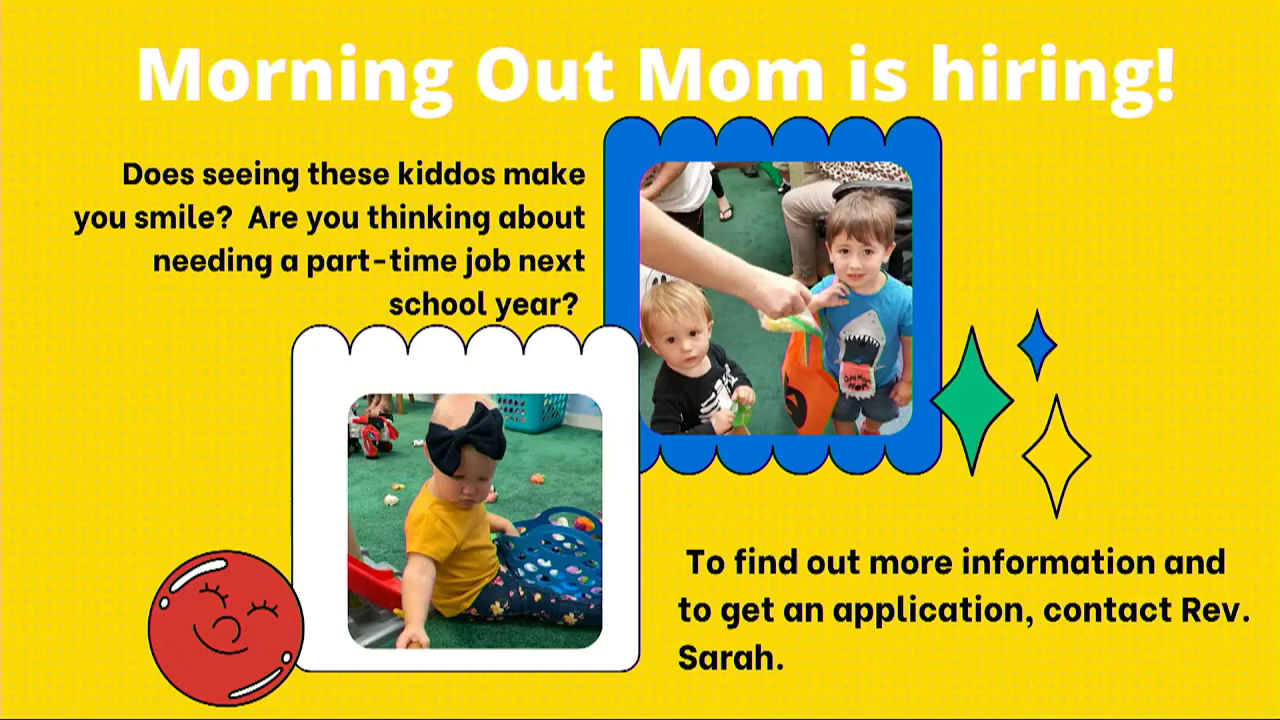 Morning Out Mom is hiring!
Does seeing these kiddos make
you smile?  Are you thinking about
needing a part-time job next
school year?
To find out more information and
to get an application, contact Rev.
Sarah.